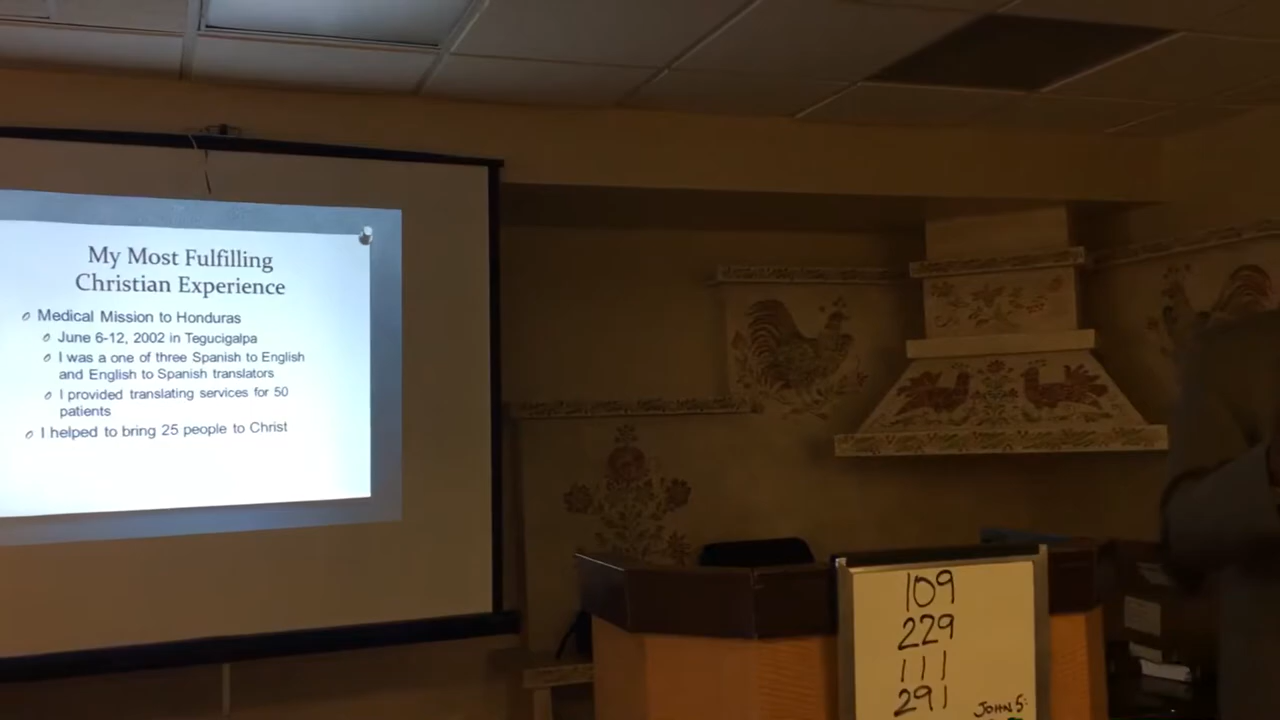 My Most Fulfilling
Christian Experience
Medical Mission to Honduras
June 6-12, 2002 in Tegucigalpa
I was a one of three Spanish to English
and English to Spanish translators
I provided translating services for 50
patients
I helped to bring 25 people to Christ
109
229
111
291
JOHN 5: